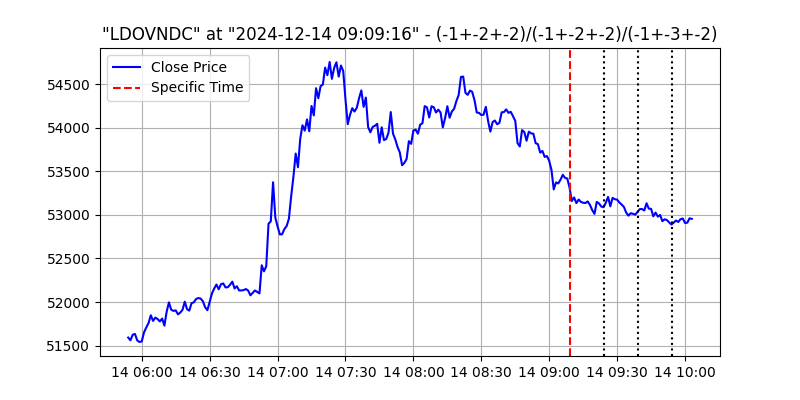 "LDOVNDC" at "2024-12-14 09:09:16" - (-1+-2+-2)/(-1+-2+-2)/(-1+-3+-2)
Close Price
Specific Time
54500
54000
53500
53000
52500
52000
51500
14 06:00 14 06:30 14 07:00 14 07:30 14 08:00 14 08:30 14 09:00 14 09:30 14 10:00